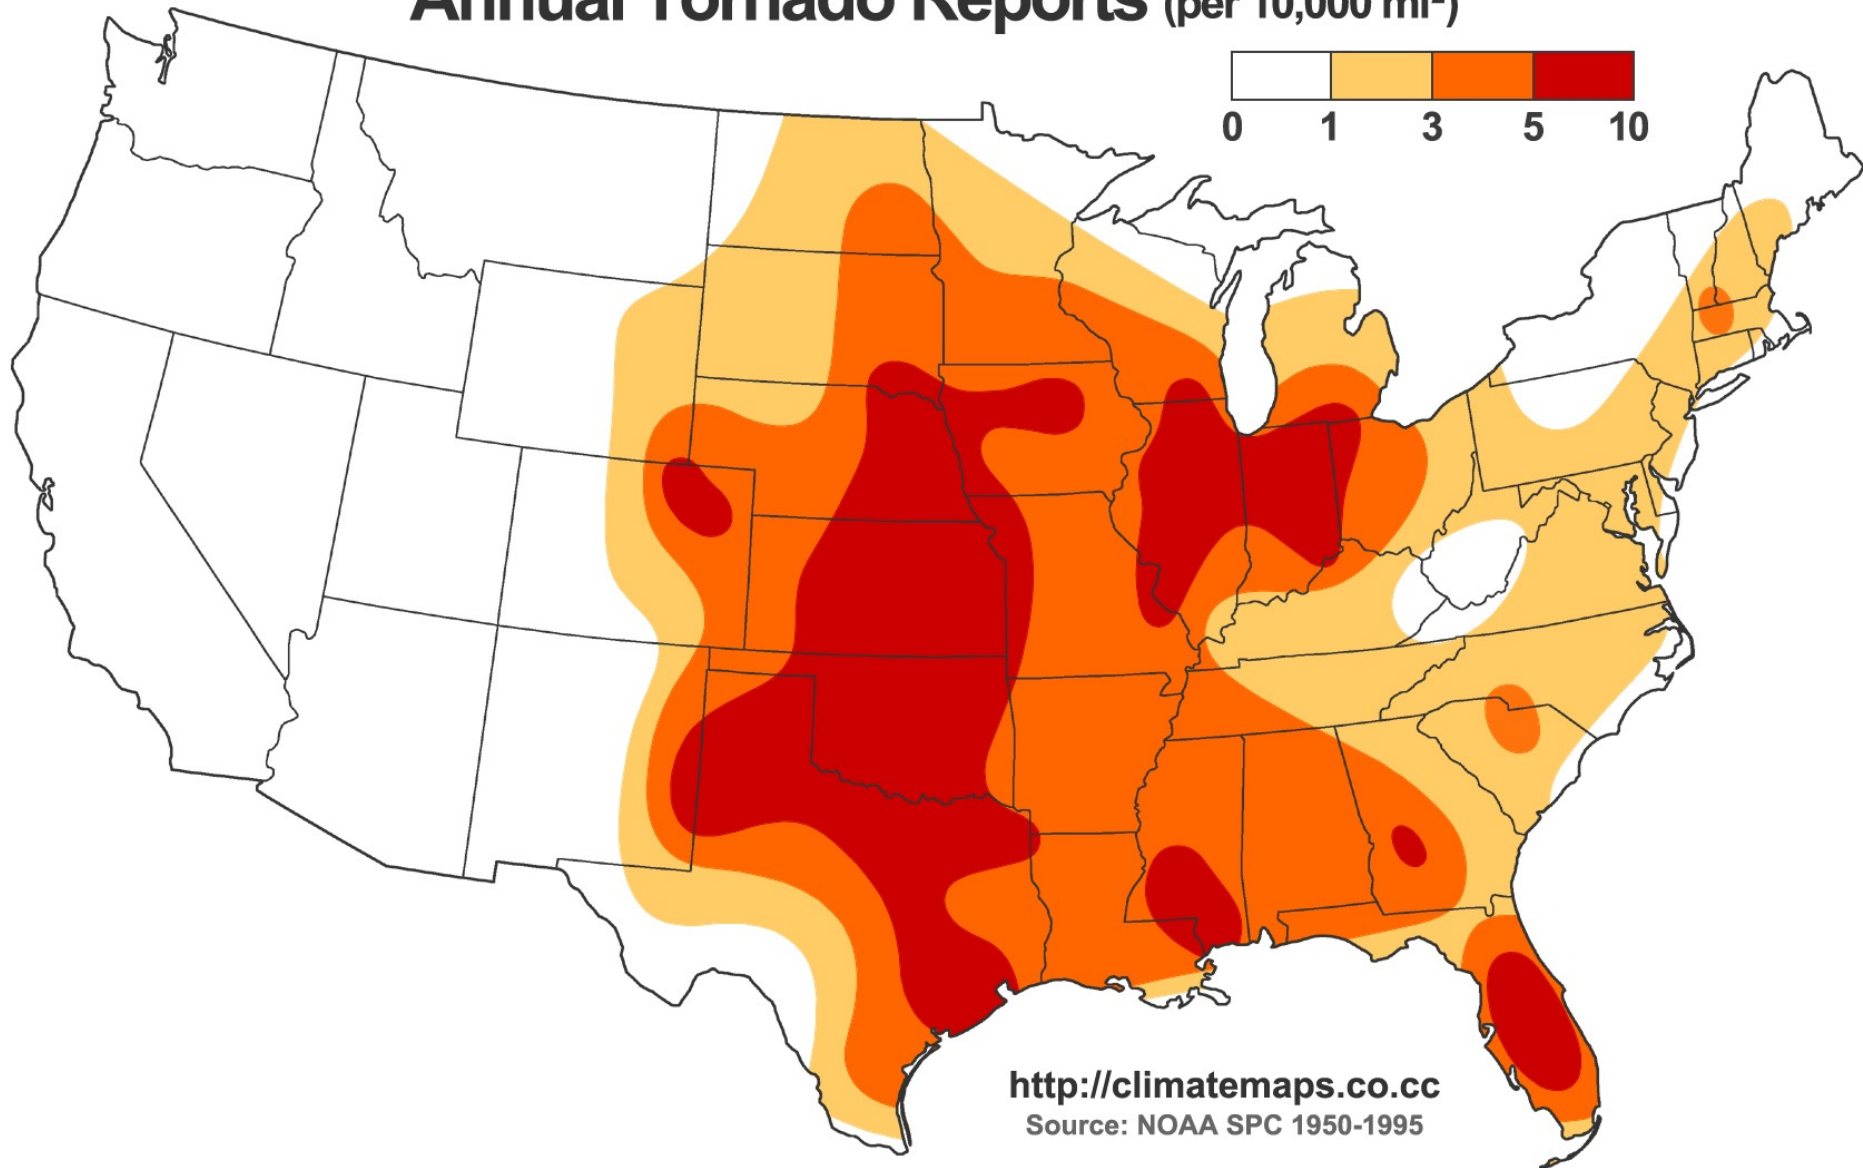 Annual Tornado Reports (per 10,000 mi²)
0 1 3 5 10
http://climatemaps.co.cc
Source: NOAA SPC 1950-1995